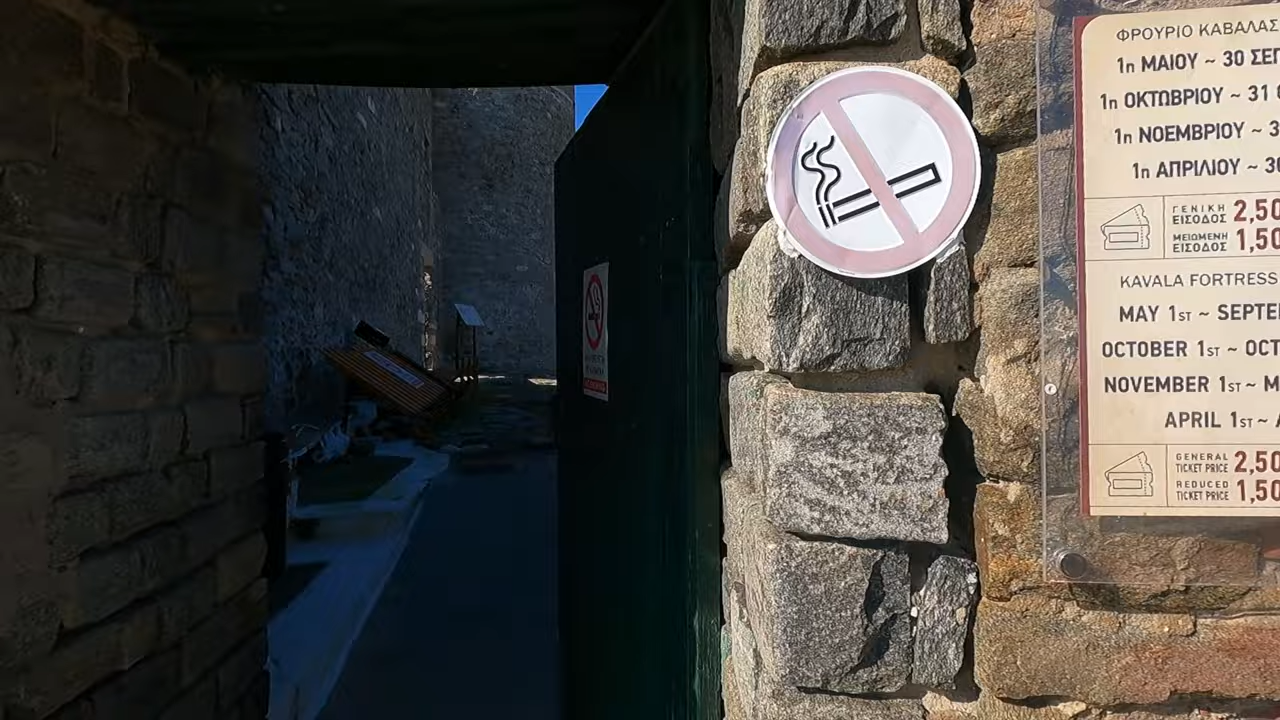 ΦΡΟΥΡΙΟ ΚΑΒΑΛΑΣ
1η ΜΑΙΟΥ ~ 30 ΣΕΠ
1η ΟΚΤΩΒΡΙΟΥ ~ 31
1η ΝΟΕΜΒΡΙΟΥ ~ 3
1η ΑΠΡΙΛΙΟΥ ~ 30
ΓΕΝΙΚΗ ΕΙΣΟΔΟΣ 2,50
ΜΕΙΩΜΕΝΗ ΕΙΣΟΔΟΣ 1,50
KAVALA FORTRESS
MAY 1ST ~ SEPTE
OCTOBER 1ST ~ OCT
NOVEMBER 1ST ~ M
APRIL 1ST ~ A
GENERAL TICKET PRICE 2,50
REDUCED TICKET PRICE 1,50